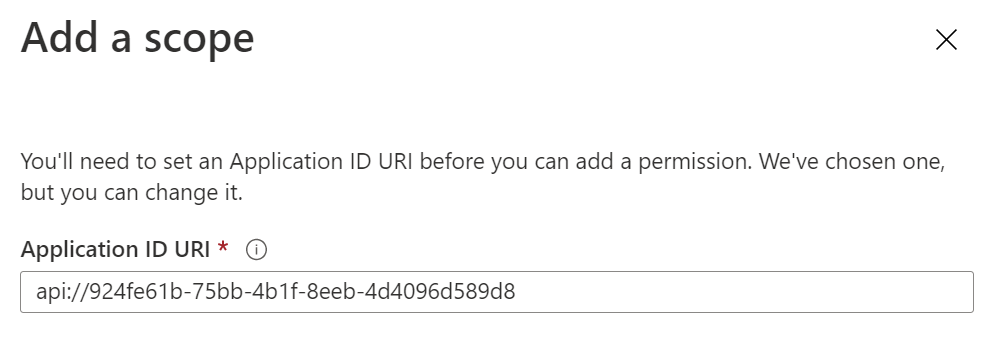 Add a scope
You'll need to set an Application ID URI before you can add a permission. We've chosen one,
but you can change it.
Application ID URI *
api://924fe61b-75bb-4b1f-8eeb-4d4096d589d8